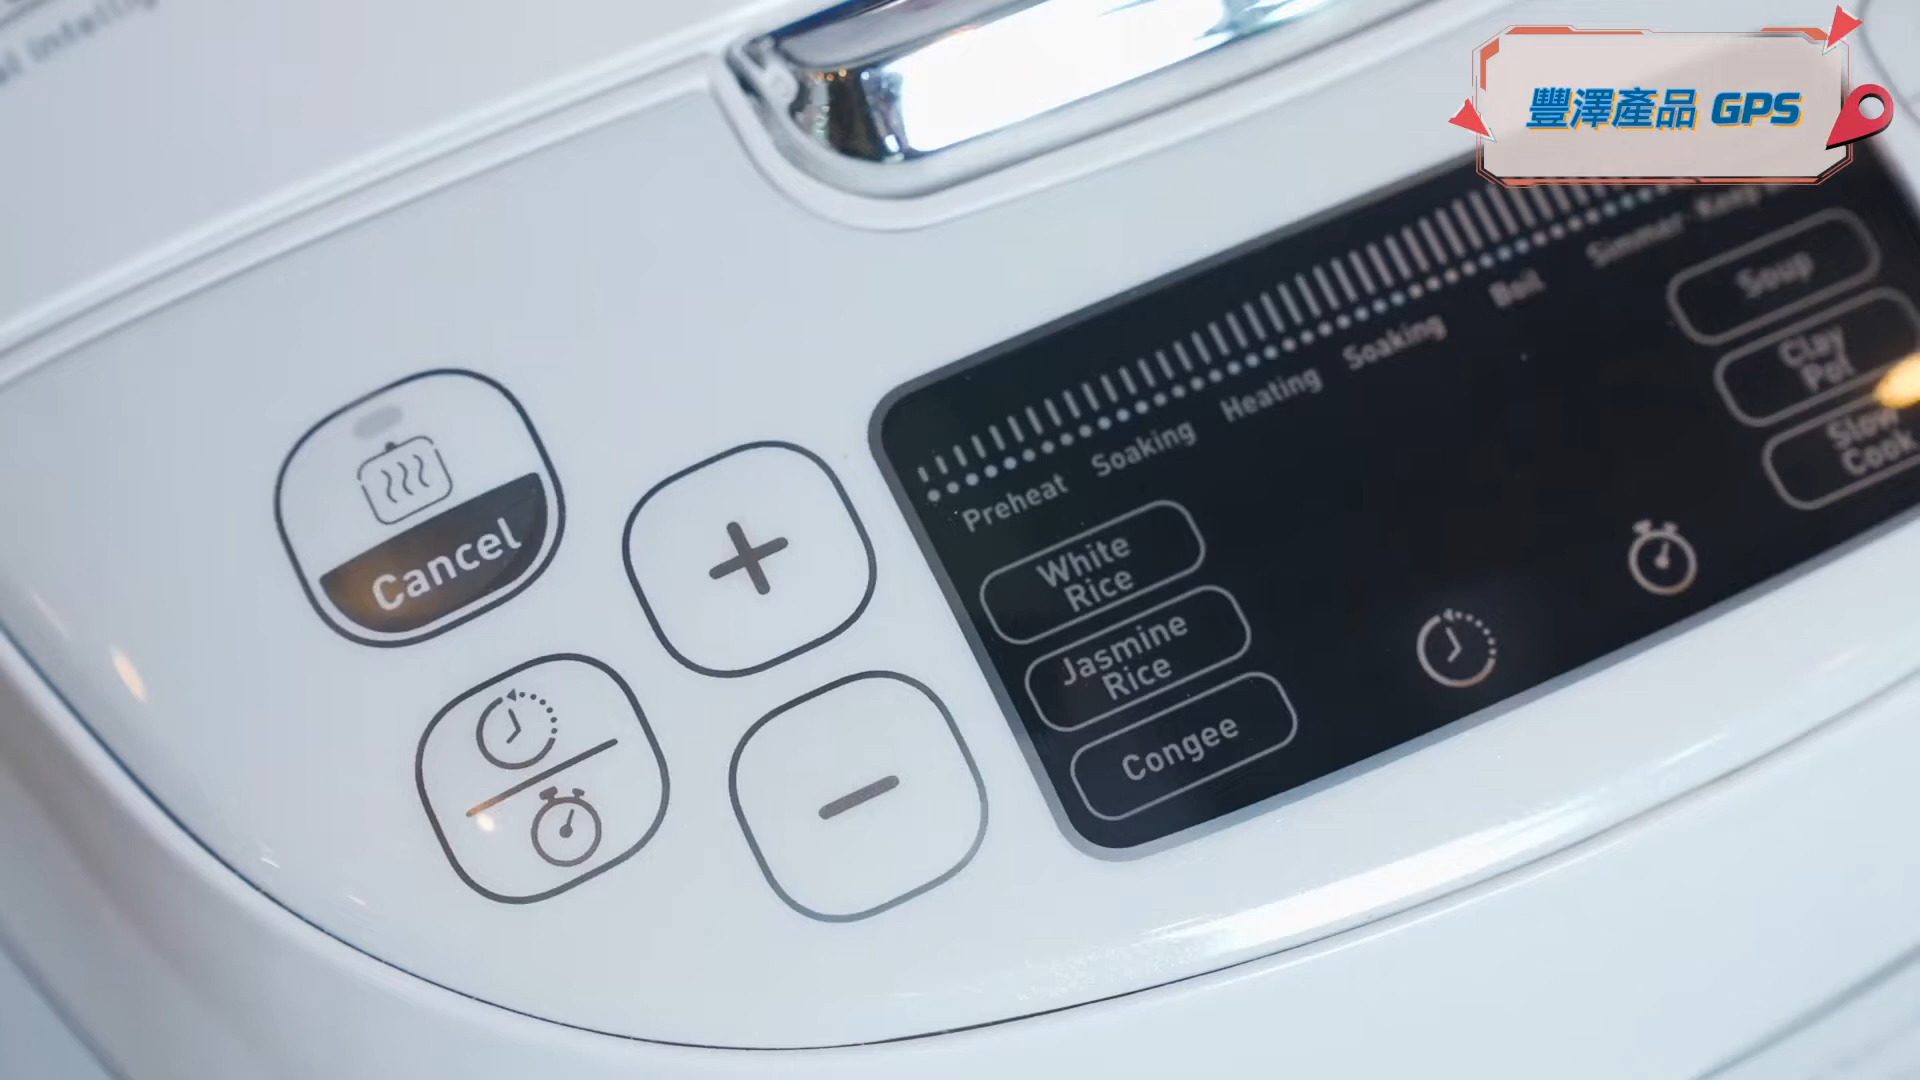 豐澤產品 GPS
Preheat
Soaking
Heating
Soaking
Boil
Simmer
Keep
Cancel
+
-
White
Rice
Jasmine
Rice
Congee
Soup
Clay
Pot
Slow
Cook